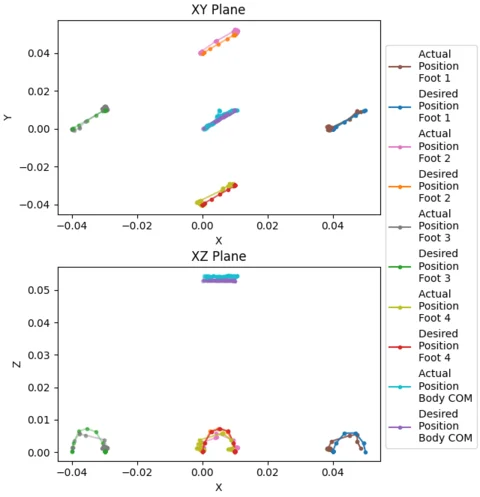 XY Plane
0.04
0.02
0.00
−0.02
−0.04
Y
−0.04
−0.02
0.00
0.02
0.04
X
XZ Plane
0.05
0.04
0.03
0.02
0.01
0.00
Z
−0.04
−0.02
0.00
0.02
0.04
X
Actual
Position
Foot 1
Desired
Position
Foot 1
Actual
Position
Foot 2
Desired
Position
Foot 2
Actual
Position
Foot 3
Desired
Position
Foot 3
Actual
Position
Foot 4
Desired
Position
Foot 4
Actual
Position
Body COM
Desired
Position
Body COM